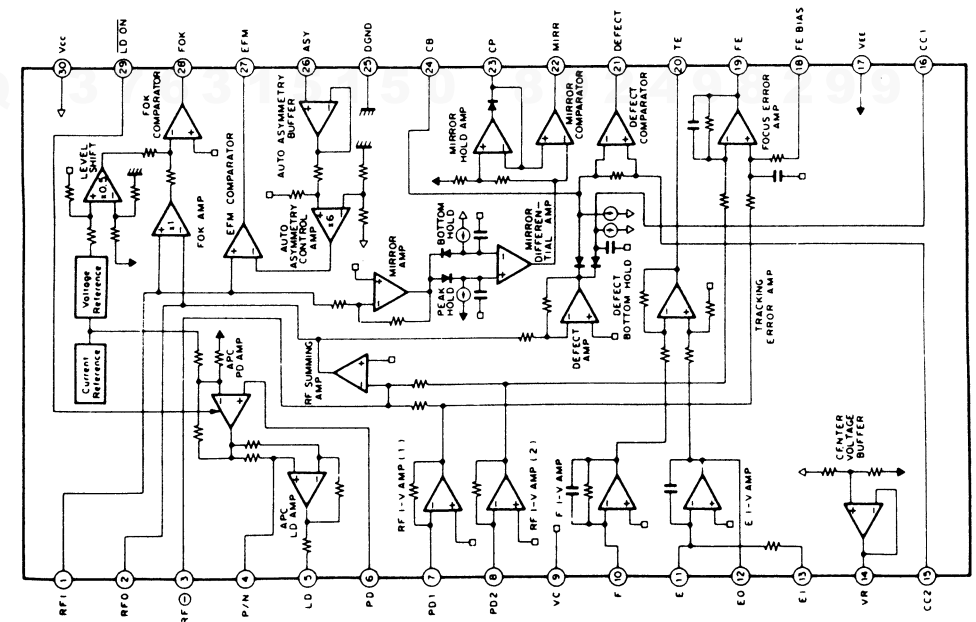 30 Vcc
29 LD ON
28 FOK
27 EFM
26 ASY
25 DGND
24 CB
23 CP
22 MIRR
21 DEFECT
20 TE
19 FE
18 FE BIAS
17 VEE
16 CC1
FOK COMPARATOR
LEVEL SHIFT
×0.5
×1
FOK AMP
EFM COMPARATOR
AUTO ASYMMETRY BUFFER
AUTO ASYMMETRY CONTROL AMP
×6
MIRROR AMP
MIRROR HOLD AMP
MIRROR COMPARATOR
DEFECT COMPARATOR
FOCUS ERROR AMP
BOTTOM HOLD
PEAK HOLD
MIRROR DIFFERENTIAL AMP
DEFECT AMP
DEFECT BOTTOM HOLD
TRACKING ERROR AMP
Voltage Reference
Current Reference
APC PD AMP
RF SUMMING AMP
APC LD AMP
RF I-V AMP (1)
RF I-V AMP (2)
F I-V AMP
E I-V AMP
CENTER VOLTAGE BUFFER
RFI 1
RFO 2
RF⊖ 3
P/N 4
LD 5
PD 6
PD1 7
PD2 8
VC 9
F 10
E 11
EO 12
EI 13
VR 14
CC2 15